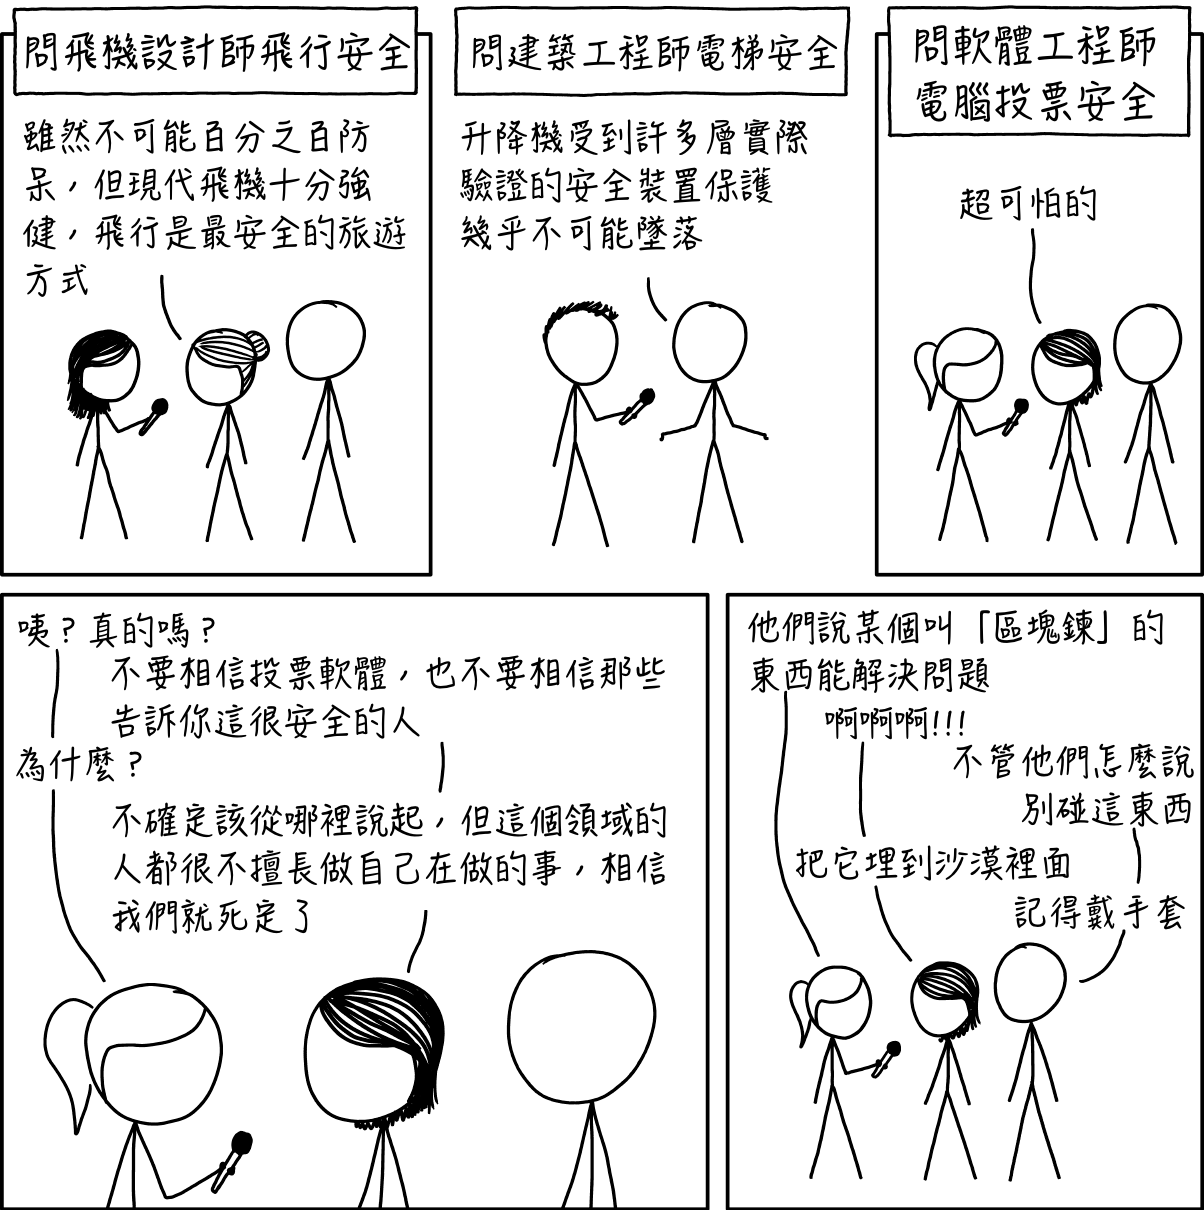 問飛機設計師飛行安全
雖然不可能百分之百防
呆，但現代飛機十分強
健，飛行是最安全的旅遊
方式
問建築工程師電梯安全
升降機受到許多層實際
驗證的安全裝置保護
幾乎不可能墜落
問軟體工程師
電腦投票安全
超可怕的
咦？真的嗎？
不要相信投票軟體，也不要相信那些
告訴你這很安全的人
為什麼？
不確定該從哪裡說起，但這個領域的
人都很不擅長做自己在做的事，相信
我們就死定了
他們說某個叫「區塊鍊」的
東西能解決問題
啊啊啊!!!
不管他們怎麼說
別碰這東西
把它埋到沙漠裡面
記得戴手套